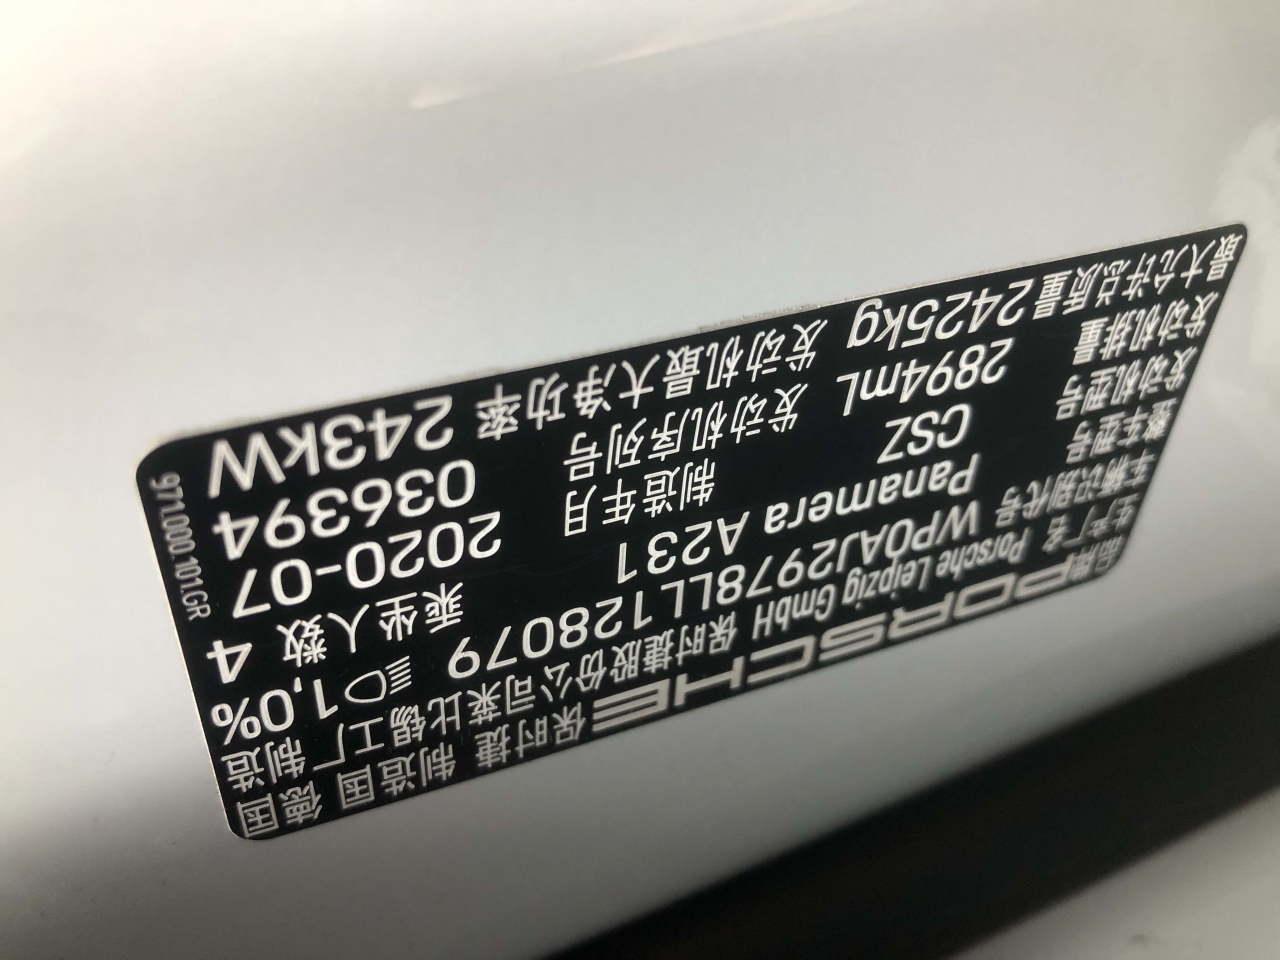 品牌 PORSCHE 保时捷 制造国 德国
生产厂名 Porsche Leipzig GmbH 保时捷股份公司莱比锡工厂 制造
车辆识别代号 WP0AJ2978LL128079 1,0%
整车型号 Panamera A231 乘坐人数 4
发动机型号 CSZ 制造年月 2020-07
发动机排量 2894mL 发动机序列号 036394
最大允许总质量 2425kg 发动机最大净功率 243kW
971.000.101.GR